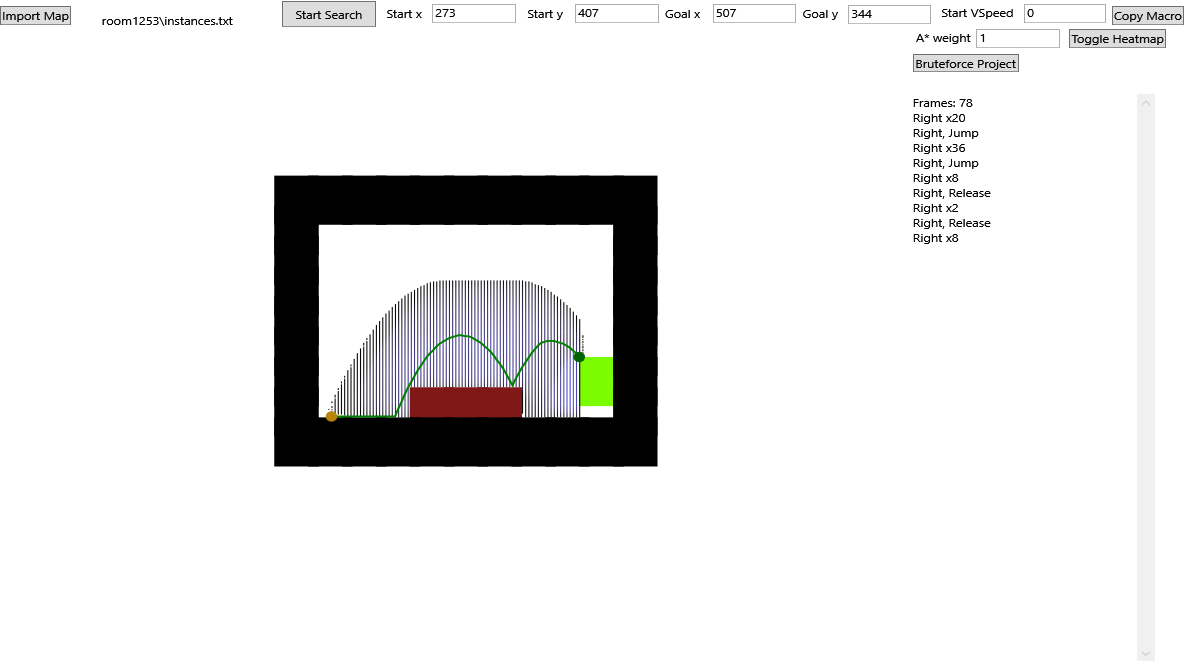 Import Map
room1253\instances.txt
Start Search
Start x 273
Start y 407
Goal x 507
Goal y 344
Start VSpeed 0
Copy Macro
A* weight 1
Toggle Heatmap
Bruteforce Project
Frames: 78
Right x20
Right, Jump
Right x36
Right, Jump
Right x8
Right, Release
Right x2
Right, Release
Right x8